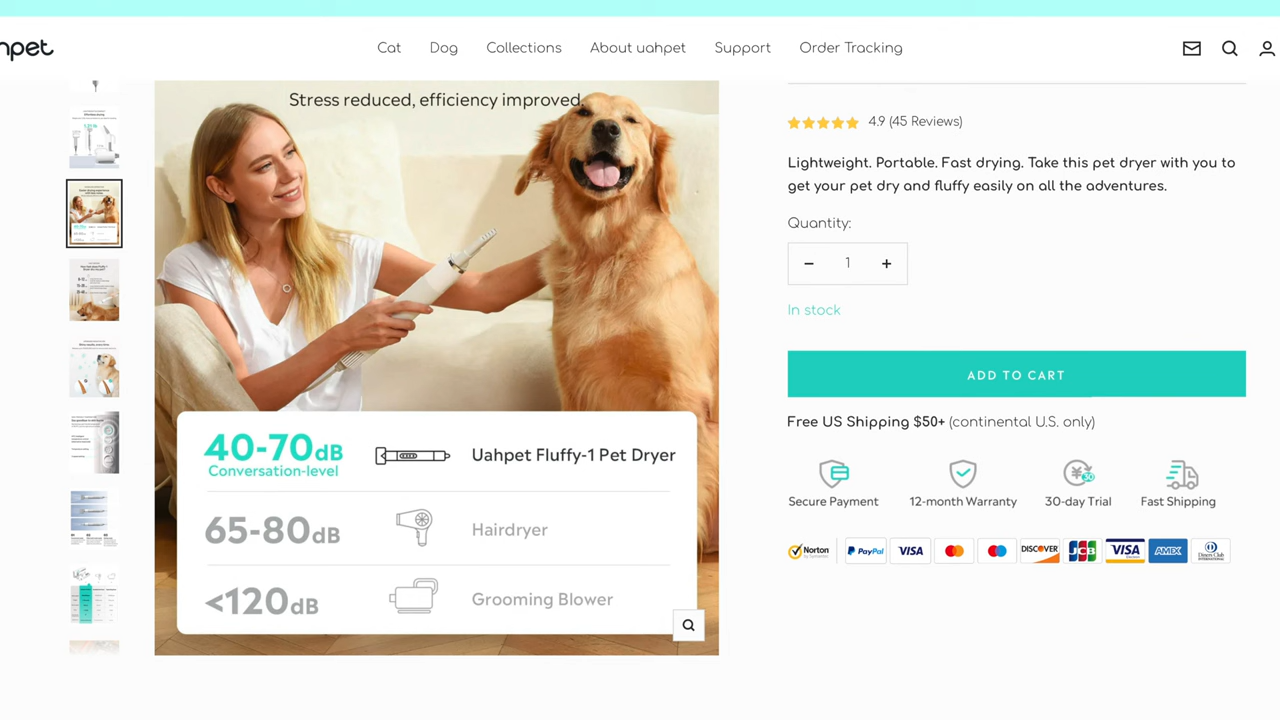 Cat Dog Collections About uahpet Support Order Tracking
Stress reduced, efficiency improved.
40-70dB
Conversation-level
Uahpet Fluffy-1 Pet Dryer
65-80dB
Hairdryer
<120dB
Grooming Blower
4.9 (45 Reviews)
Lightweight. Portable. Fast drying. Take this pet dryer with you to
get your pet dry and fluffy easily on all the adventures.
Quantity:
1
In stock
ADD TO CART
Free US Shipping $50+ (continental U.S. only)
30
Secure Payment 12-month Warranty 30-day Trial Fast Shipping
Norton PayPal VISA DISCOVER JCB VISA AMEX Diners Club